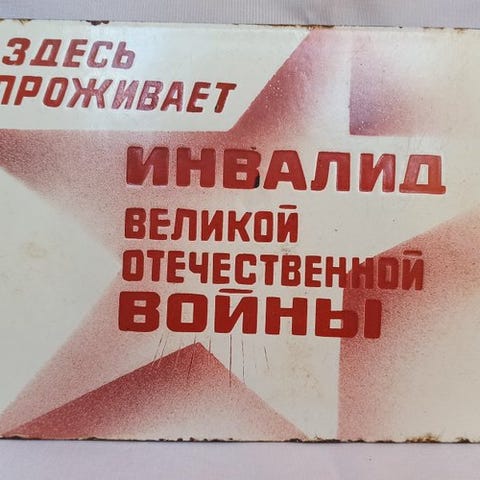 ЗДЕСЬ
ПРОЖИВАЕТ
ИНВАЛИД
ВЕЛИКОЙ
ОТЕЧЕСТВЕННОЙ
ВОЙНЫ